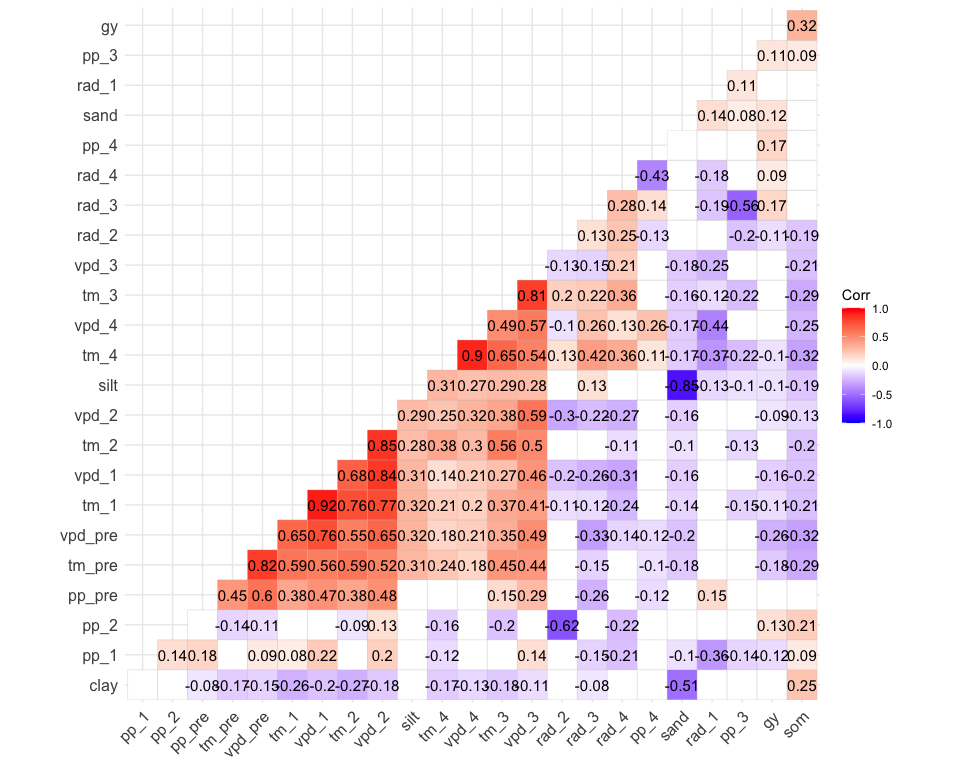 gy 0.32
pp_3 0.11 0.09
rad_1 0.11
sand 0.14 0.08 0.12
pp_4 0.17
rad_4 -0.43 -0.18 0.09
rad_3 0.28 0.14 -0.19 -0.56 0.17
rad_2 0.13 0.25 -0.13 -0.2 -0.11 -0.19
vpd_3 -0.13 -0.15 0.21 -0.18 -0.25 -0.21
tm_3 0.81 0.2 0.22 0.36 -0.16 -0.12 -0.22 -0.29
vpd_4 0.49 0.57 -0.1 0.26 0.13 0.26 -0.17 -0.44 -0.25
tm_4 0.9 0.65 0.54 0.13 0.42 0.36 0.11 -0.17 -0.37 -0.22 -0.1 -0.32
silt 0.31 0.27 0.29 0.28 0.13 -0.85 -0.13 -0.1 -0.1 -0.19
vpd_2 0.29 0.25 0.32 0.38 0.59 -0.3 -0.22 -0.27 -0.16 -0.09 -0.13
tm_2 0.85 0.28 0.38 0.3 0.56 0.5 -0.11 -0.1 -0.13 -0.2
vpd_1 0.68 0.84 0.31 0.14 0.21 0.27 0.46 -0.2 -0.26 -0.31 -0.16 -0.16 -0.2
tm_1 0.92 0.76 0.77 0.32 0.21 0.2 0.37 0.41 -0.11 -0.12 -0.24 -0.14 -0.15 -0.11 -0.21
vpd_pre 0.65 0.76 0.55 0.65 0.32 0.18 0.21 0.35 0.49 -0.33 -0.14 -0.12 -0.2 -0.26 -0.32
tm_pre 0.82 0.59 0.56 0.59 0.52 0.31 0.24 0.18 0.45 0.44 -0.15 -0.1 -0.18 -0.18 -0.29
pp_pre 0.45 0.6 0.38 0.47 0.38 0.48 0.15 0.29 -0.26 -0.12 0.15
pp_2 -0.14 -0.11 -0.09 0.13 -0.16 -0.2 -0.62 -0.22 0.13 0.21
pp_1 0.14 0.18 0.09 0.08 0.22 0.2 -0.12 0.14 -0.15 -0.21 -0.1 -0.36 -0.14 -0.12 0.09
clay -0.08 -0.17 -0.15 -0.26 -0.2 -0.27 -0.18 -0.17 -0.13 -0.18 -0.11 -0.08 -0.51 0.25
pp_1 pp_2 pp_pre tm_pre vpd_pre tm_1 vpd_1 tm_2 vpd_2 silt tm_4 vpd_4 tm_3 vpd_3 rad_2 rad_3 rad_4 pp_4 sand rad_1 pp_3 gy som
Corr
1.0
0.5
0.0
-0.5
-1.0